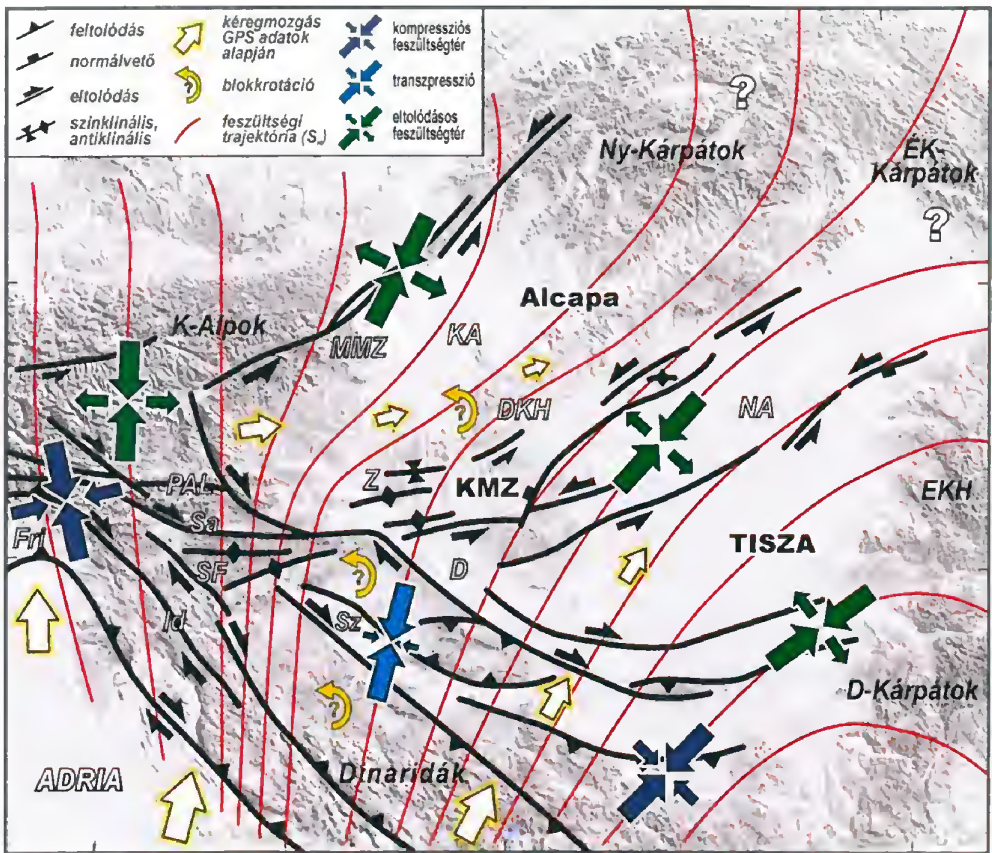 feltolódás
normálvető
eltolódás
szinklinális,
antiklinális
kéregmozgás
GPS adatok
alapján
blokkrotáció
feszültségi
trajektória (S_H)
kompressziós
feszültségtér
transzpresszió
eltolódásos
feszültségtér
?
Ny-Kárpátok
ÉK-
Kárpátok
?
Alcapa
K-Alpok
MMZ
KA
?
DKH
NA
PAL
Z
KMZ
EKH
Sa
Fri
SF
?
D
TISZA
Id
Sz
D-Kárpátok
?
ADRIA
Dinaridák